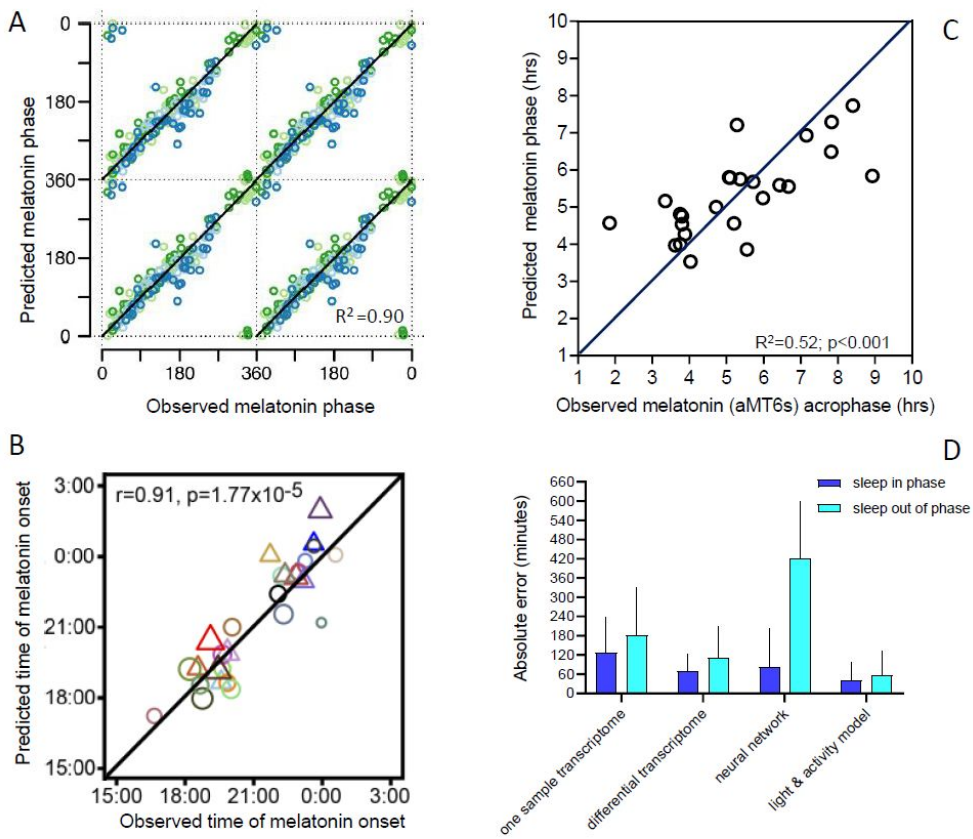 A
0
180
360
180
0
Predicted melatonin phase
Predicted melatonin phase
R²=0.90
0 180 360 180 0
Observed melatonin phase
C
10
9
8
7
6
5
4
3
2
1
Predicted melatonin phase (hrs)
R²=0.52; p<0.001
1 2 3 4 5 6 7 8 9 10
Observed melatonin (aMT6s) acrophase (hrs)
B
r=0.91, p=1.77x10⁻⁵
3:00
0:00
21:00
18:00
15:00
Predicted time of melatonin onset
15:00 18:00 21:00 0:00 3:00
Observed time of melatonin onset
D
sleep in phase
sleep out of phase
660
600
540
480
420
360
300
240
180
120
60
0
Absolute error (minutes)
one sample transcriptome
differential transcriptome
neural network
light & activity model